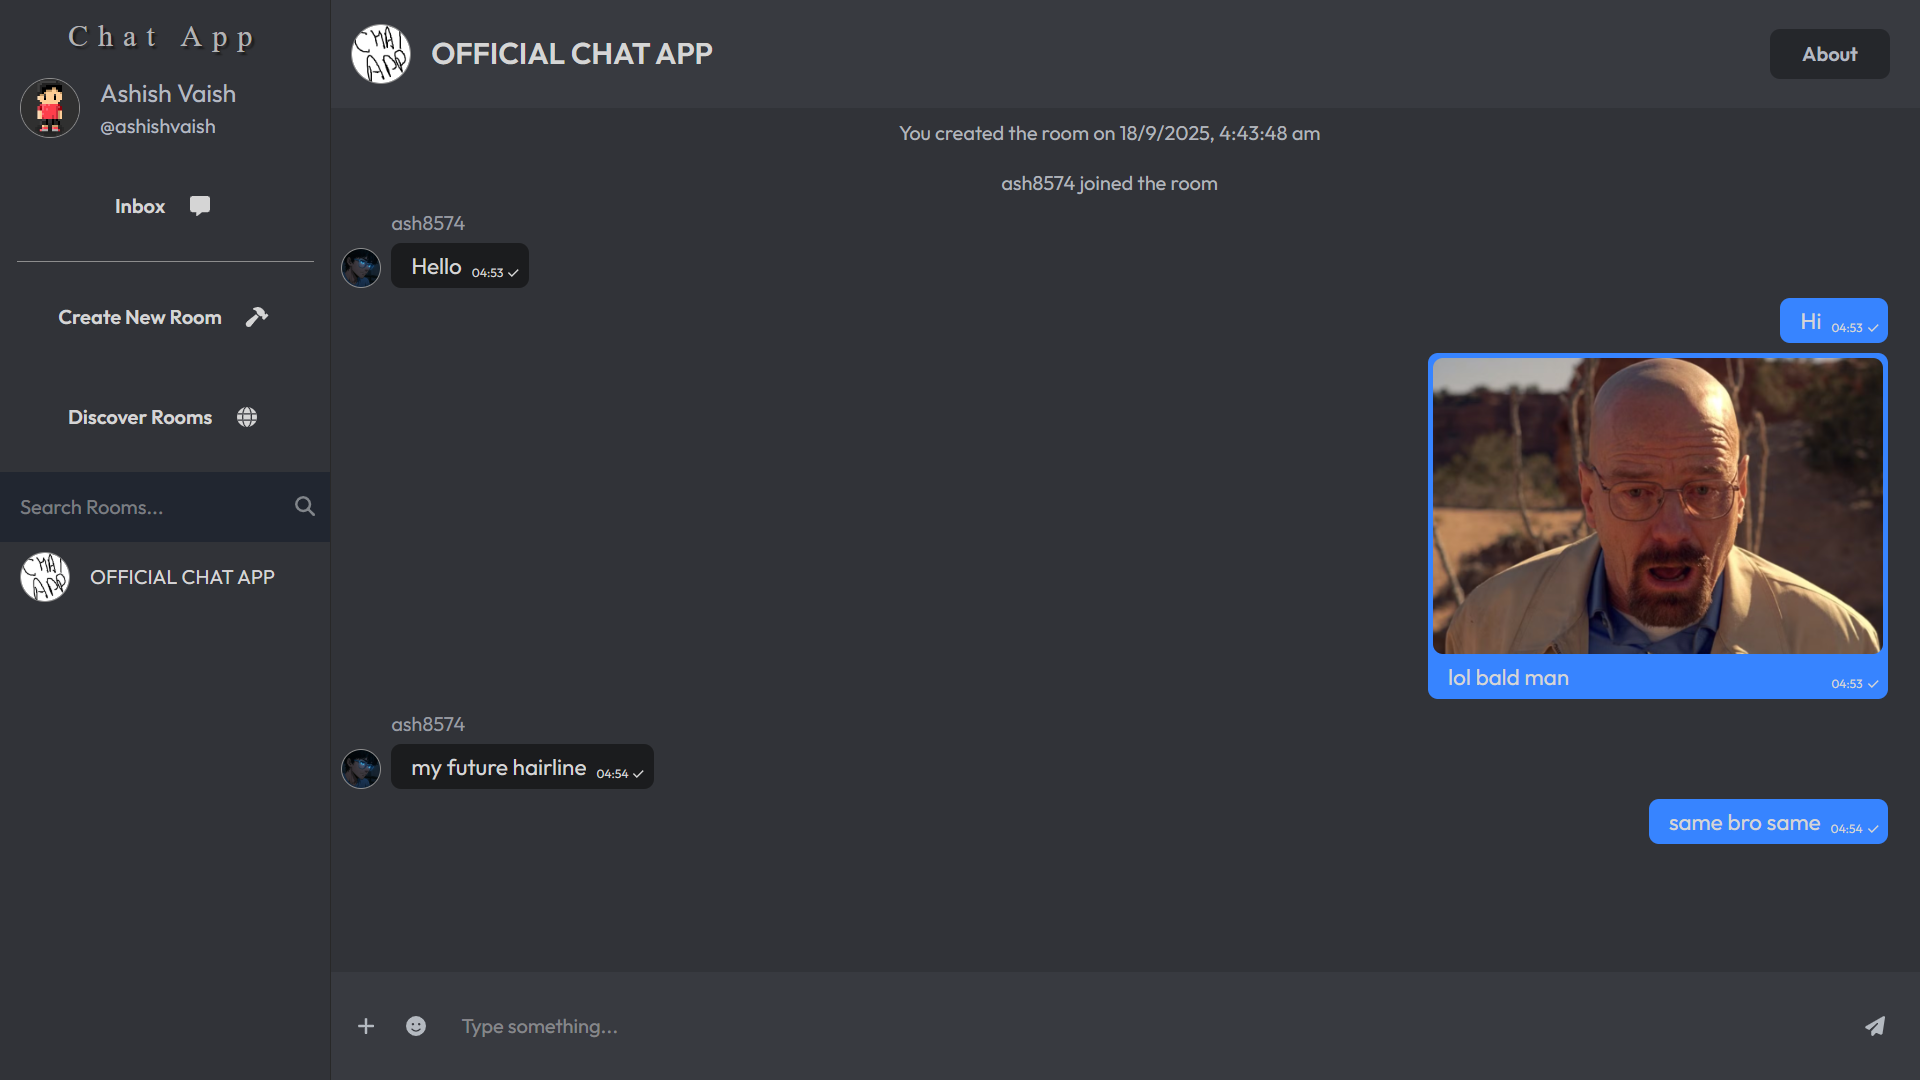 Chat App
Ashish Vaish
@ashishvaish
Inbox
Create New Room
Discover Rooms
Search Rooms...
CHAT
APP
OFFICIAL CHAT APP
CHAT
APP
OFFICIAL CHAT APP
About
You created the room on 18/9/2025, 4:43:48 am
ash8574 joined the room
ash8574
Hello 04:53
Hi 04:53
lol bald man 04:53
ash8574
my future hairline 04:54
same bro same 04:54
Type something...